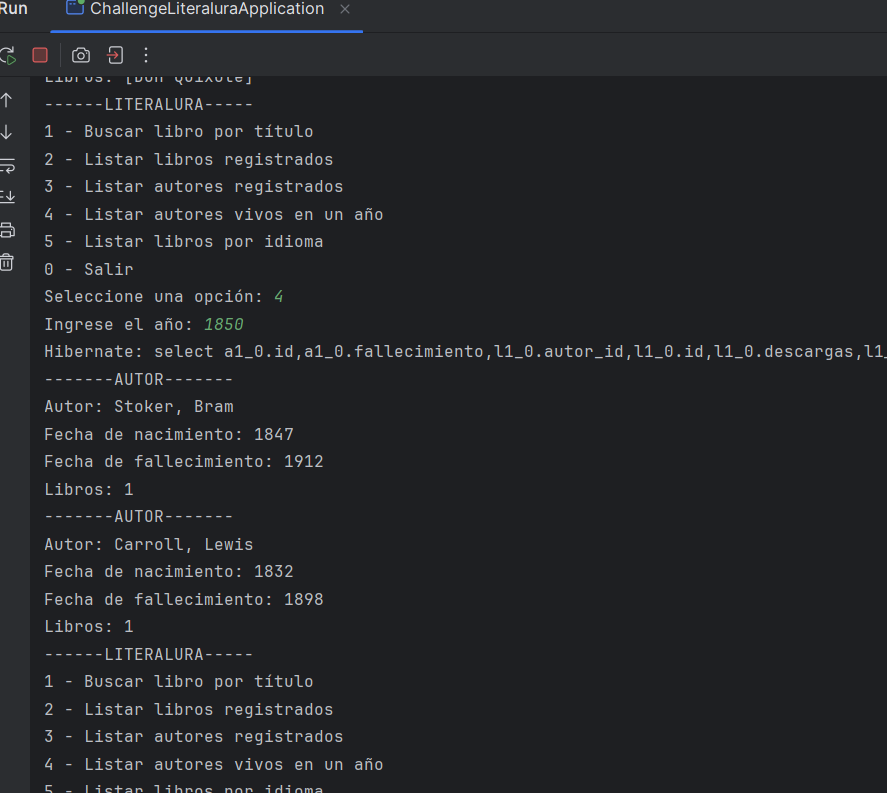 Run ChallengeLiteraluraApplication
Libros: [Don Quixote]
------LITERALURA-----
1 - Buscar libro por título
2 - Listar libros registrados
3 - Listar autores registrados
4 - Listar autores vivos en un año
5 - Listar libros por idioma
0 - Salir
Seleccione una opción: 4
Ingrese el año: 1850
Hibernate: select a1_0.id,a1_0.fallecimiento,l1_0.autor_id,l1_0.id,l1_0.descargas,l1_
-------AUTOR-------
Autor: Stoker, Bram
Fecha de nacimiento: 1847
Fecha de fallecimiento: 1912
Libros: 1
-------AUTOR-------
Autor: Carroll, Lewis
Fecha de nacimiento: 1832
Fecha de fallecimiento: 1898
Libros: 1
------LITERALURA-----
1 - Buscar libro por título
2 - Listar libros registrados
3 - Listar autores registrados
4 - Listar autores vivos en un año
5 - Listar libros por idioma